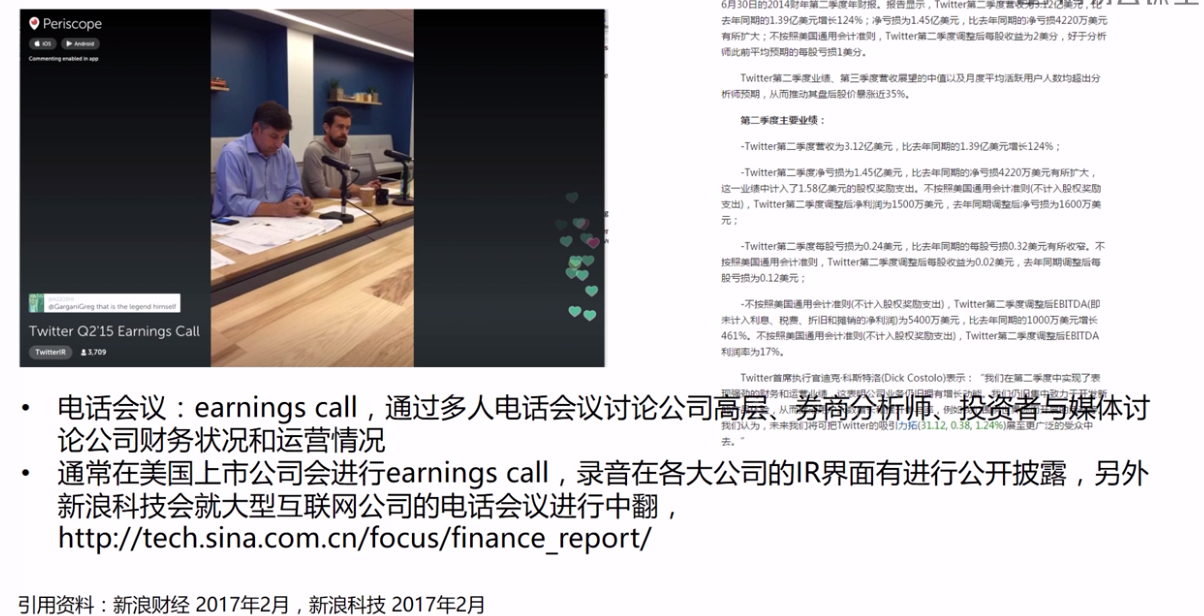 Periscope
iOS
Android
Commenting enabled in app
@GarganiGreg that is the legend himself!
Twitter Q2'15 Earnings Call
TwitterIR
3,709
6月30日的2014财年第二季度年财报。报告显示，Twitter第二季度营收为3.12亿美元，比
去年同期的1.39亿美元增长124%；净亏损为1.45亿美元，比去年同期的净亏损4220万美元
有所扩大；不按照美国通用会计准则，Twitter第二季度调整后每股收益为2美分，好于分析
师此前平均预期的每股亏损1美分。
Twitter第二季度业绩、第三季度营收展望的中值以及月度平均活跃用户人数均超出分
析师预期，从而推动其盘后股价暴涨近35%。
第二季度主要业绩：
-Twitter第二季度营收为3.12亿美元，比去年同期的1.39亿美元增长124%；
-Twitter第二季度净亏损为1.45亿美元，比去年同期的净亏损4220万美元有所扩大，
这一业绩中计入了1.58亿美元的股权奖励支出。不按照美国通用会计准则(不计入股权奖励
支出)，Twitter第二季度调整后净利润为1500万美元，去年同期调整后净亏损为1600万美
元；
-Twitter第二季度每股亏损为0.24美元，比去年同期的每股亏损0.32美元有所收窄。不
按照美国通用会计准则，Twitter第二季度调整后每股收益为0.02美元，去年同期调整后每
股亏损为0.12美元；
-不按照美国通用会计准则(不计入股权奖励支出)，Twitter第二季度调整后EBITDA(即
未计入利息、税费、折旧和摊销的净利润)为5400万美元，比去年同期的1000万美元增长
461%。不按照美国通用会计准则(不计入股权奖励支出)，Twitter第二季度调整后EBITDA
利润率为17%。
Twitter首席执行官迪克·科斯特洛(Dick Costolo)表示：“我们在第二季度中实现了表
我们认为，未来我们将可把Twitter的吸引力拓(31.12, 0.38, 1.24%)展至更广泛的受众中
去。”
• 电话会议：earnings call，通过多人电话会议讨论公司高层、券商分析师、投资者与媒体讨
论公司财务状况和运营情况
• 通常在美国上市公司会进行earnings call，录音在各大公司的IR界面有进行公开披露，另外
新浪科技会就大型互联网公司的电话会议进行中翻，
http://tech.sina.com.cn/focus/finance_report/
引用资料：新浪财经 2017年2月，新浪科技 2017年2月